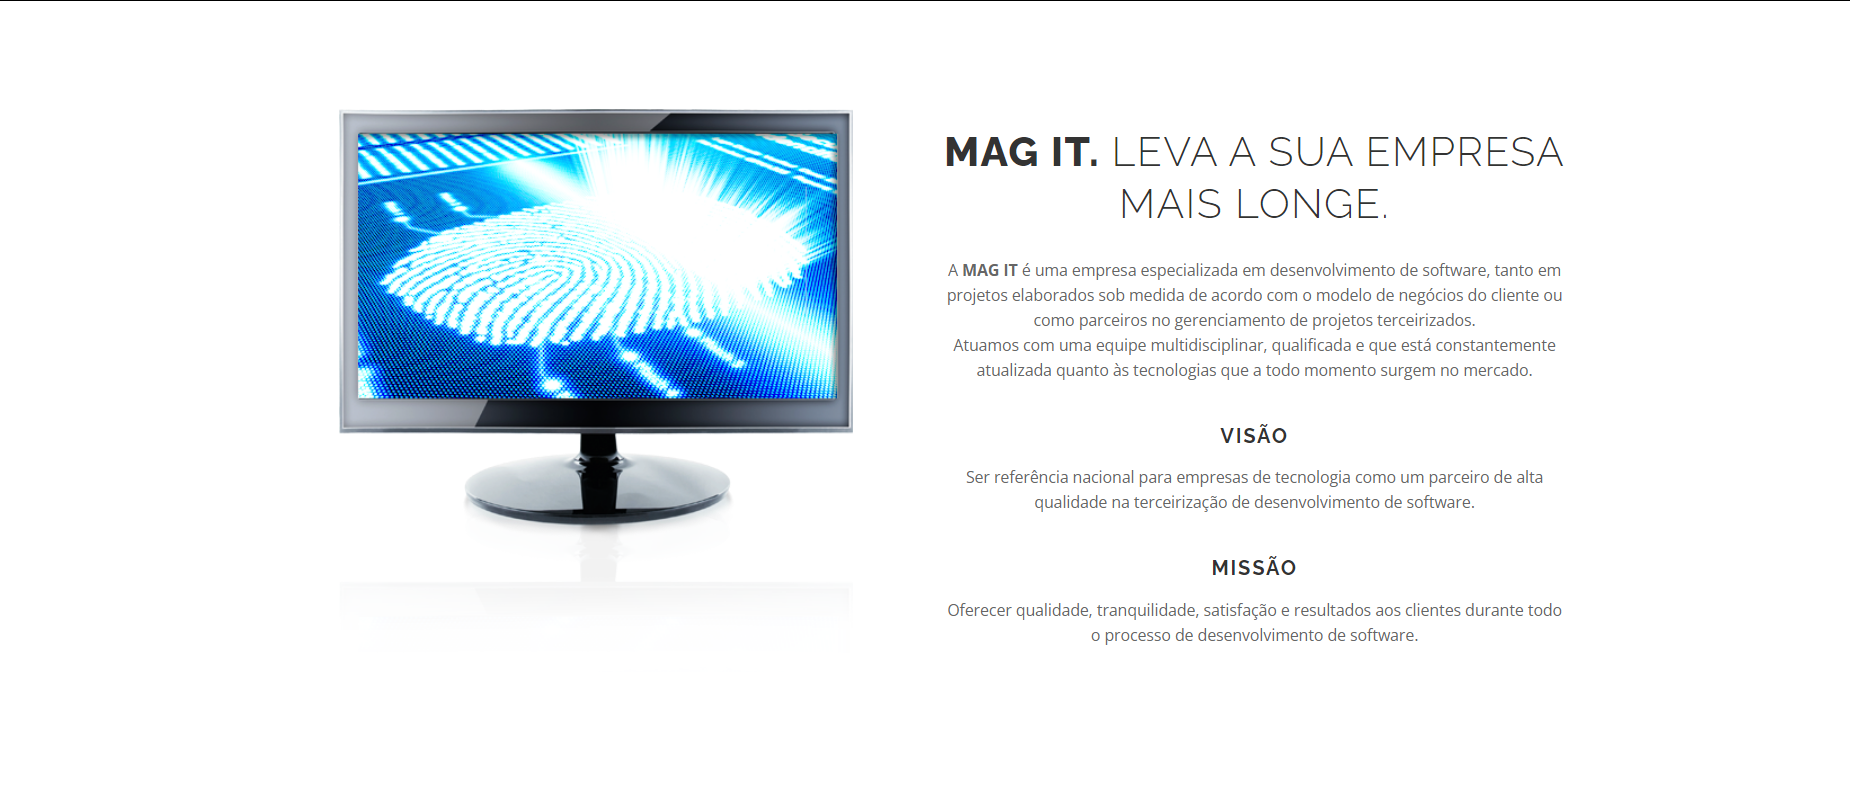 MAG IT. LEVA A SUA EMPRESA
MAIS LONGE.
A MAG IT é uma empresa especializada em desenvolvimento de software, tanto em
projetos elaborados sob medida de acordo com o modelo de negócios do cliente ou
como parceiros no gerenciamento de projetos terceirizados.
Atuamos com uma equipe multidisciplinar, qualificada e que está constantemente
atualizada quanto às tecnologias que a todo momento surgem no mercado.
VISÃO
Ser referência nacional para empresas de tecnologia como um parceiro de alta
qualidade na terceirização de desenvolvimento de software.
MISSÃO
Oferecer qualidade, tranquilidade, satisfação e resultados aos clientes durante todo
o processo de desenvolvimento de software.